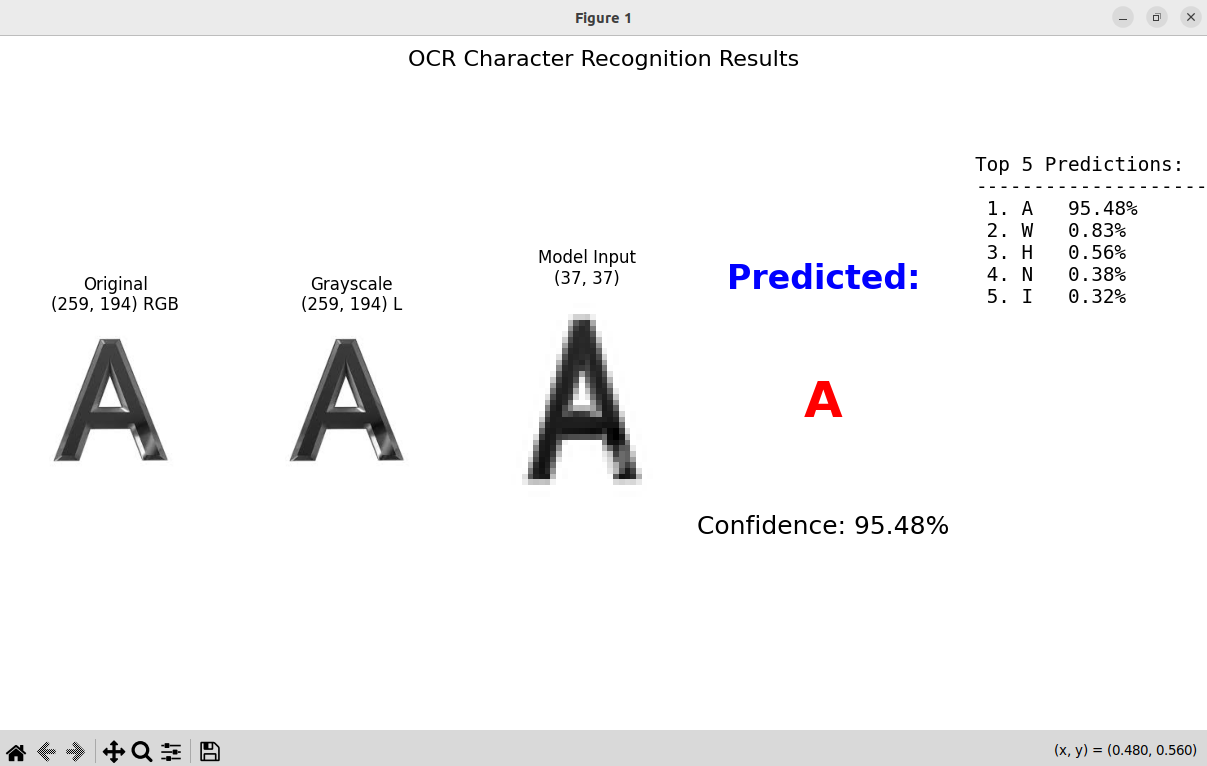 Figure 1
OCR Character Recognition Results
Original
(259, 194) RGB
A
Grayscale
(259, 194) L
A
Model Input
(37, 37)
A
Predicted:
A
Confidence: 95.48%
Top 5 Predictions:
--------------------
1. A 95.48%
2. W 0.83%
3. H 0.56%
4. N 0.38%
5. I 0.32%
(x, y) = (0.480, 0.560)